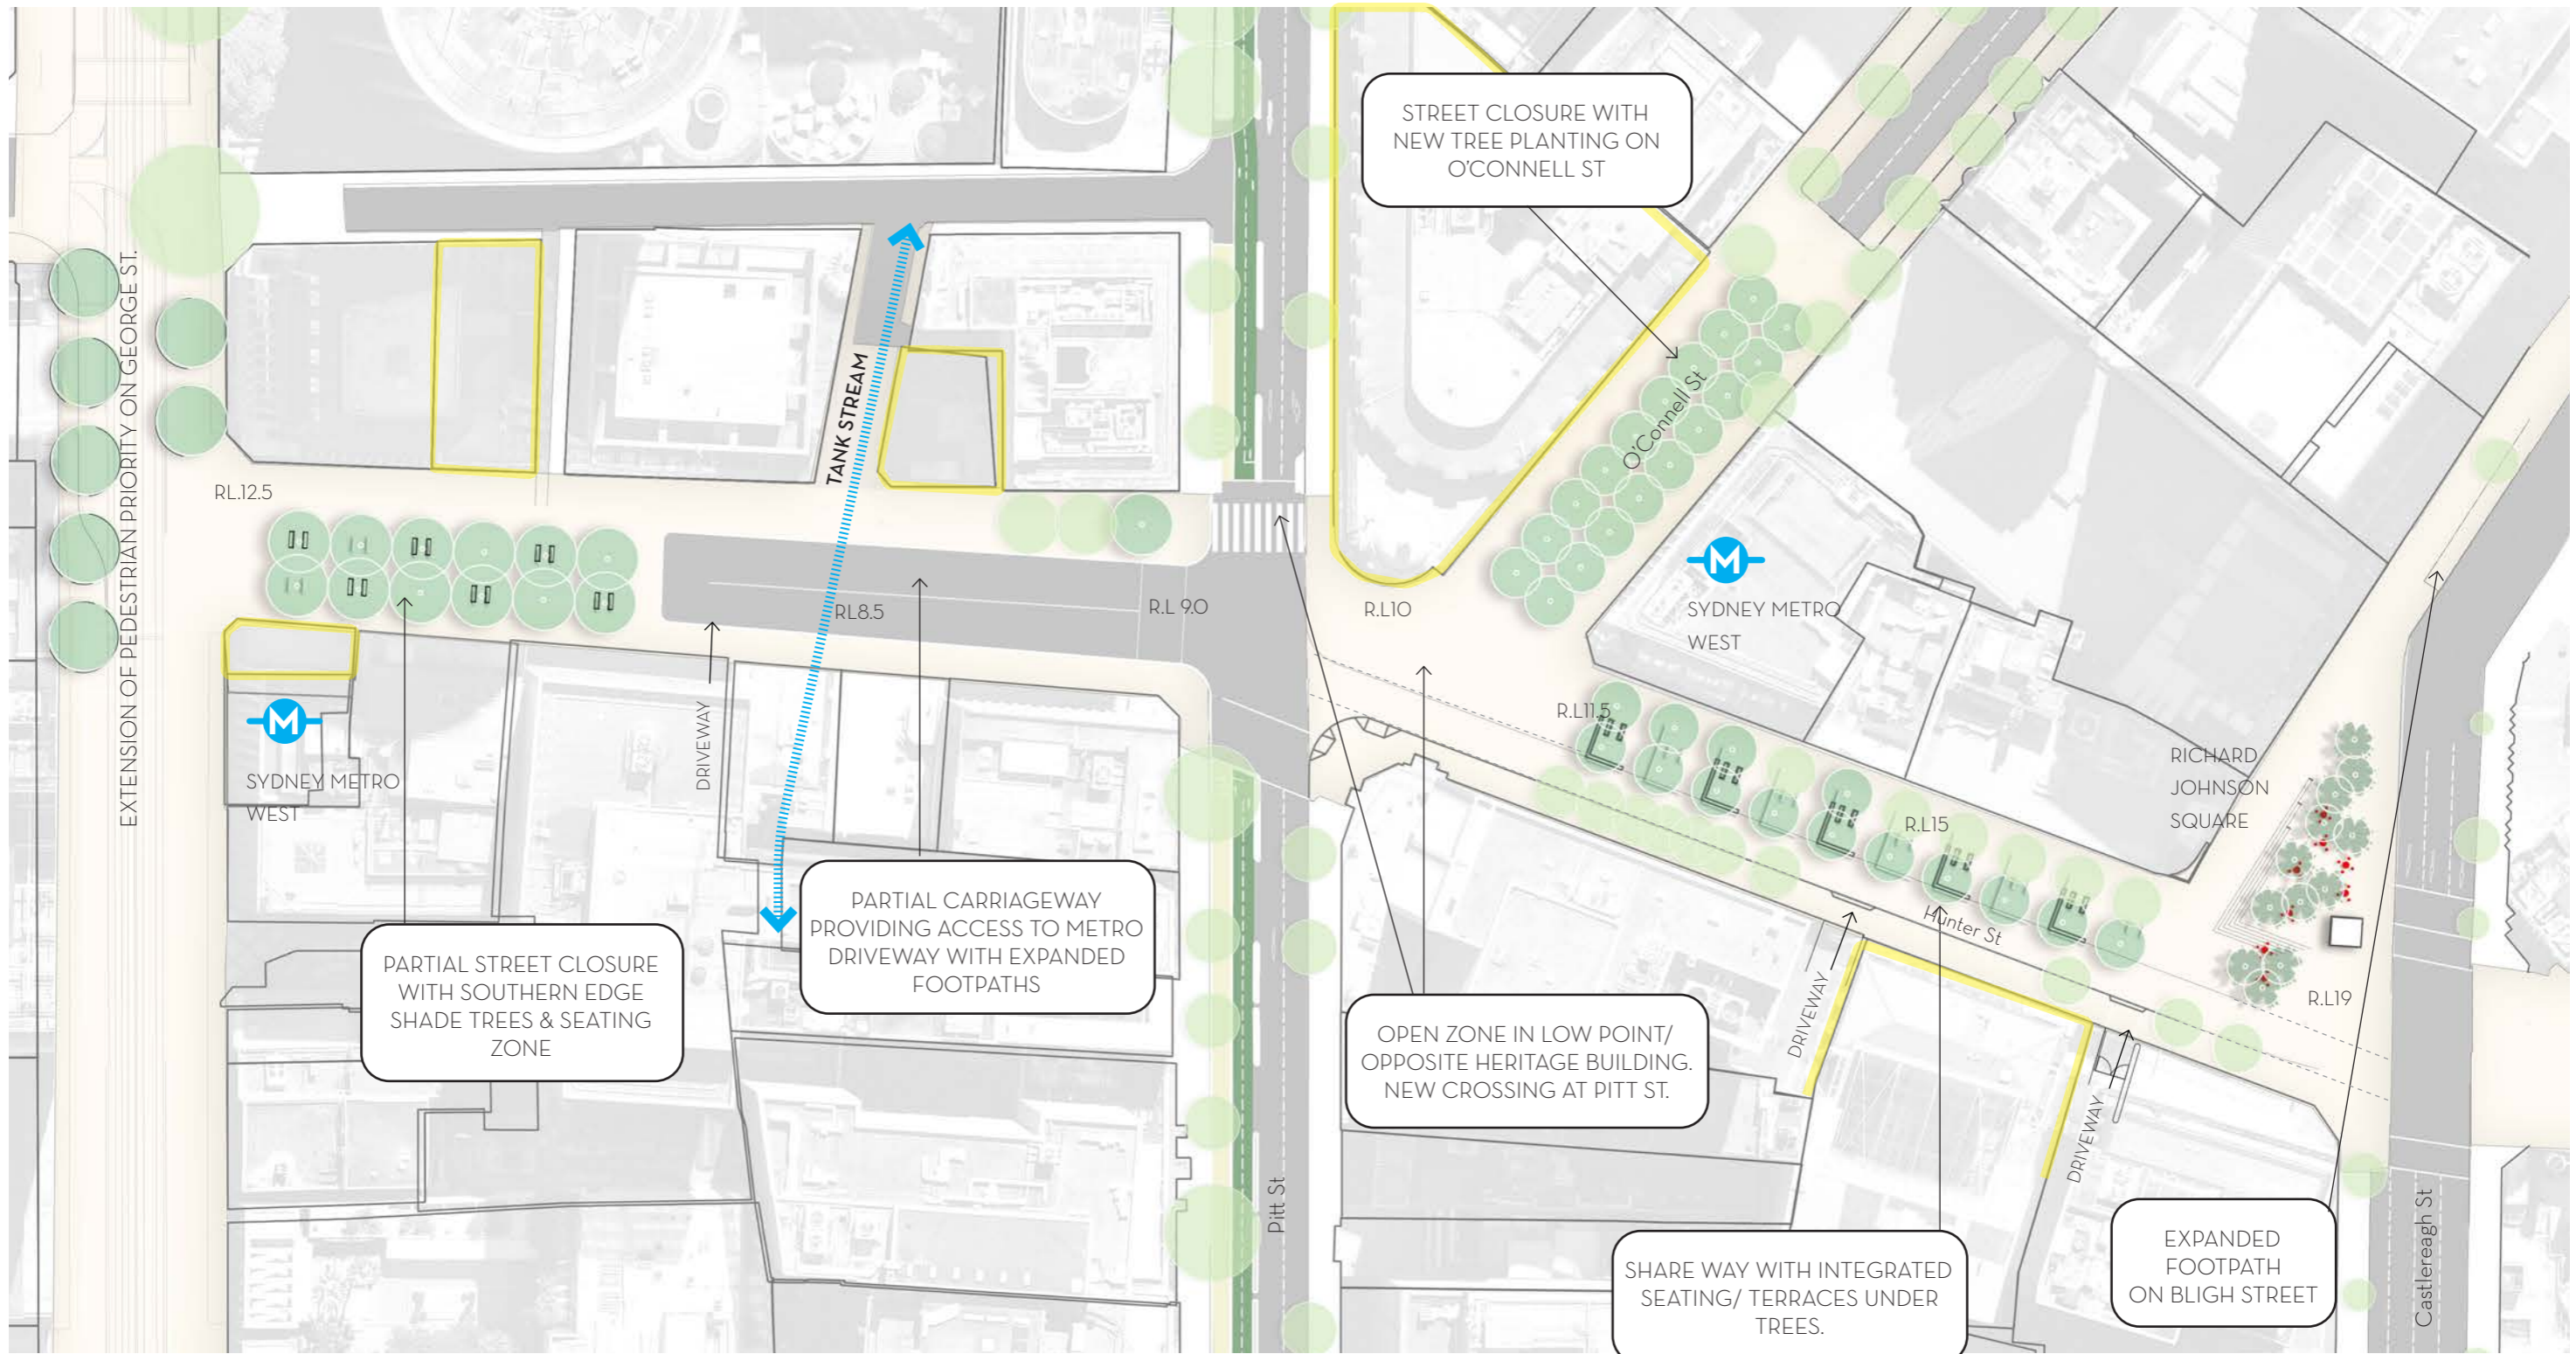 STREET CLOSURE WITH
NEW TREE PLANTING ON
O'CONNELL ST
EXTENSION OF PEDESTRIAN PRIORITY ON GEORGE ST.
TANK STREAM
O'Connell St
RL.12.5
RL8.5
R.L 9.0
R.L10
M
SYDNEY METRO
WEST
M
SYDNEY METRO
WEST
DRIVEWAY
R.L11.5
R.L15
RICHARD
JOHNSON
SQUARE
Hunter St
R.L19
PARTIAL CARRIAGEWAY
PROVIDING ACCESS TO METRO
DRIVEWAY WITH EXPANDED
FOOTPATHS
PARTIAL STREET CLOSURE
WITH SOUTHERN EDGE
SHADE TREES & SEATING
ZONE
OPEN ZONE IN LOW POINT/
OPPOSITE HERITAGE BUILDING.
NEW CROSSING AT PITT ST.
DRIVEWAY
DRIVEWAY
Pitt St
SHARE WAY WITH INTEGRATED
SEATING/ TERRACES UNDER
TREES.
EXPANDED
FOOTPATH
ON BLIGH STREET
Castlereagh St